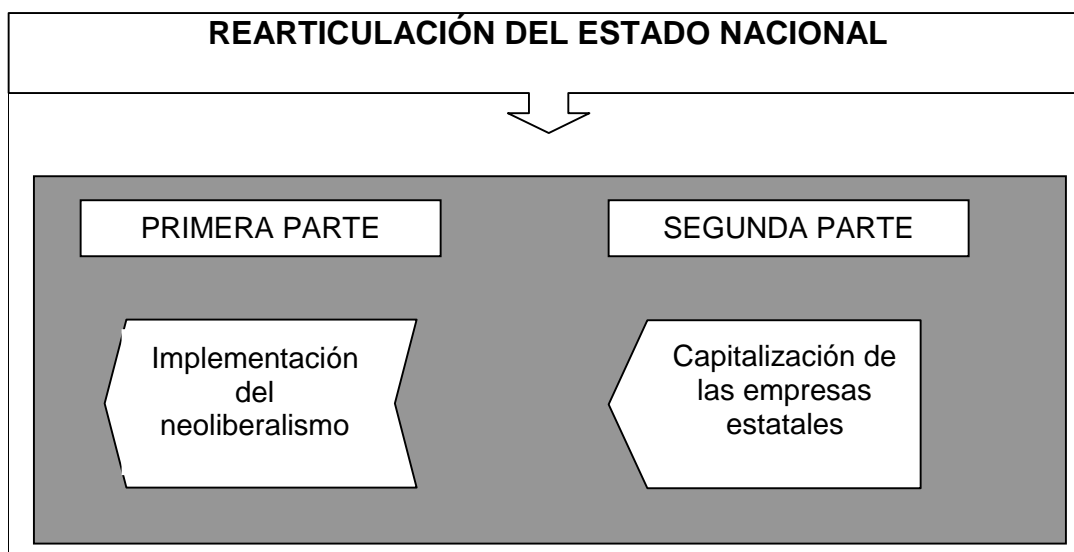 REARTICULACIÓN DEL ESTADO NACIONAL
PRIMERA PARTE
Implementación
del
neoliberalismo
SEGUNDA PARTE
Capitalización de
las empresas
estatales